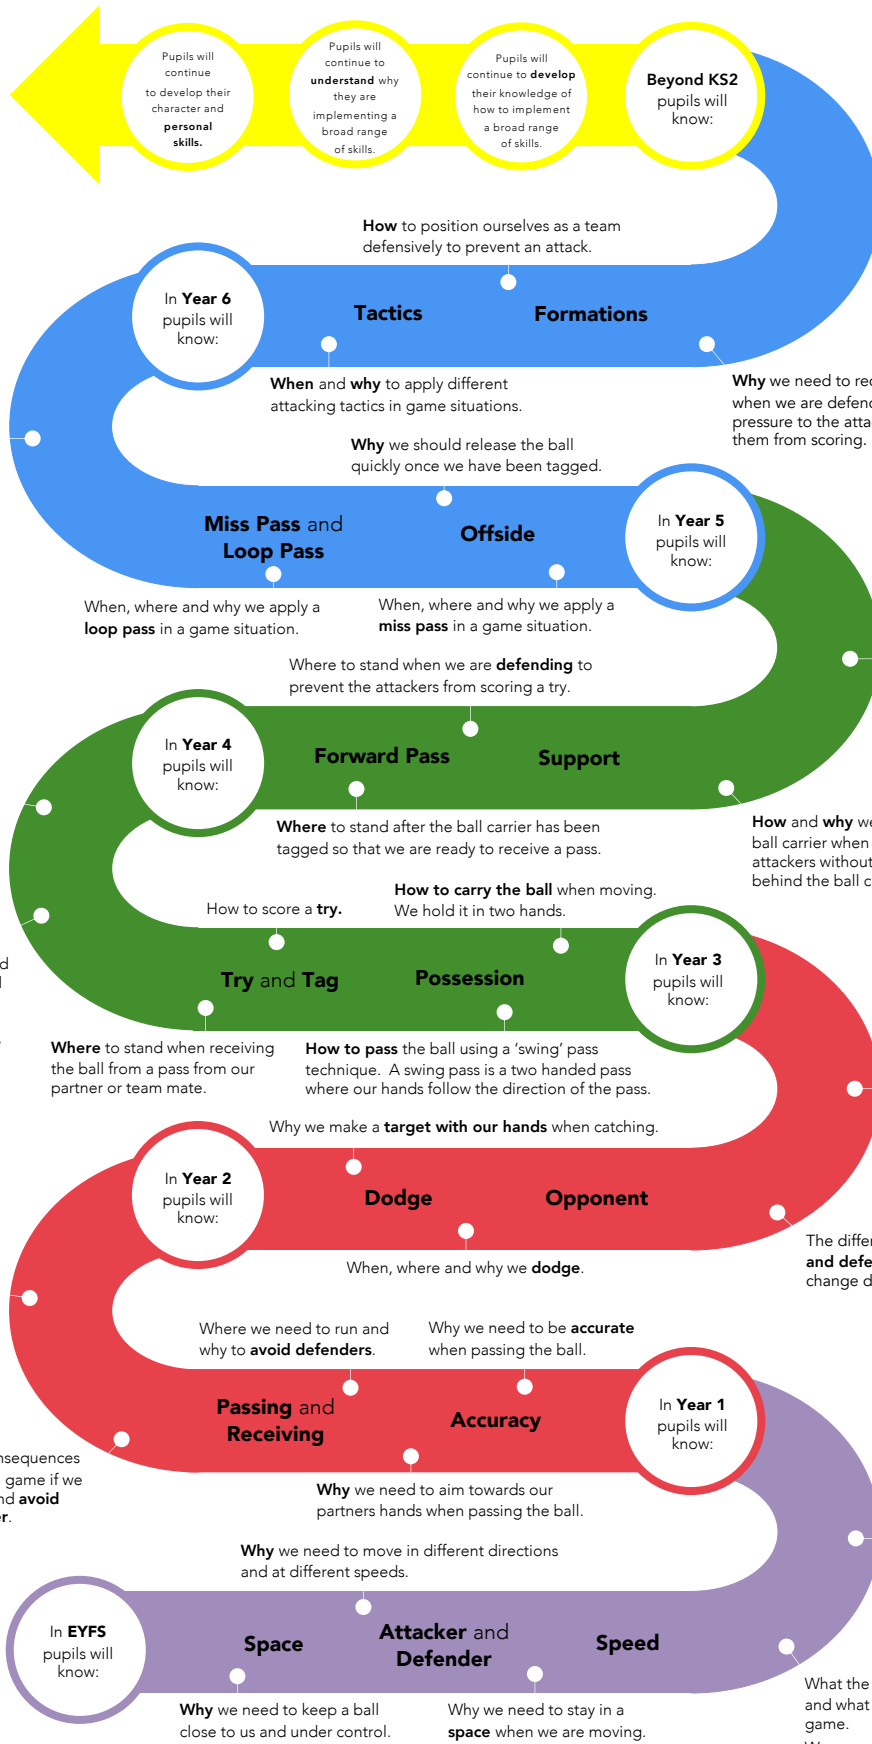 Pupils will
continue
to develop their
character and
personal
skills.
Pupils will
continue to
understand why
they are
implementing a
broad range
of skills.
Pupils will
continue to develop
their knowledge of
how to implement
a broad range
of skills.
Beyond KS2
pupils will
know:
How to position ourselves as a team
defensively to prevent an attack.
In Year 6
pupils will
know:
Tactics
Formations
When and why to apply different
attacking tactics in game situations.
Why we need to
when we are
pressure to the
them from scoring.
Why we should release the ball
quickly once we have been tagged.
Miss Pass and
Loop Pass
Offside
In Year 5
pupils will
know:
When, where and why we apply a
loop pass in a game situation.
When, where and why we apply a
miss pass in a game situation.
Where to stand when we are defending to
prevent the attackers from scoring a try.
In Year 4
pupils will
know:
Forward Pass
Support
Where to stand after the ball carrier has been
tagged so that we are ready to receive a pass.
How and why we
ball carrier when
attackers without
behind the ball
How to score a try.
How to carry the ball when moving.
We hold it in two hands.
Try and Tag
Possession
In Year 3
pupils will
know:
Where to stand when receiving
the ball from a pass from our
partner or team mate.
How to pass the ball using a ‘swing’ pass
technique. A swing pass is a two handed pass
where our hands follow the direction of the pass.
Why we make a target with our hands when catching.
In Year 2
pupils will
know:
Dodge
Opponent
When, where and why we dodge.
The
and
change
Where we need to run and
why to avoid defenders.
Why we need to be accurate
when passing the ball.
Passing and
Receiving
Accuracy
In Year 1
pupils will
know:
game if we
avoid
Why we need to aim towards our
partners hands when passing the ball.
Why we need to move in different directions
and at different speeds.
In EYFS
pupils will
know:
Space
Attacker and
Defender
Speed
Why we need to keep a ball
close to us and under control.
Why we need to stay in a
space when we are moving.
What the
and what
game.